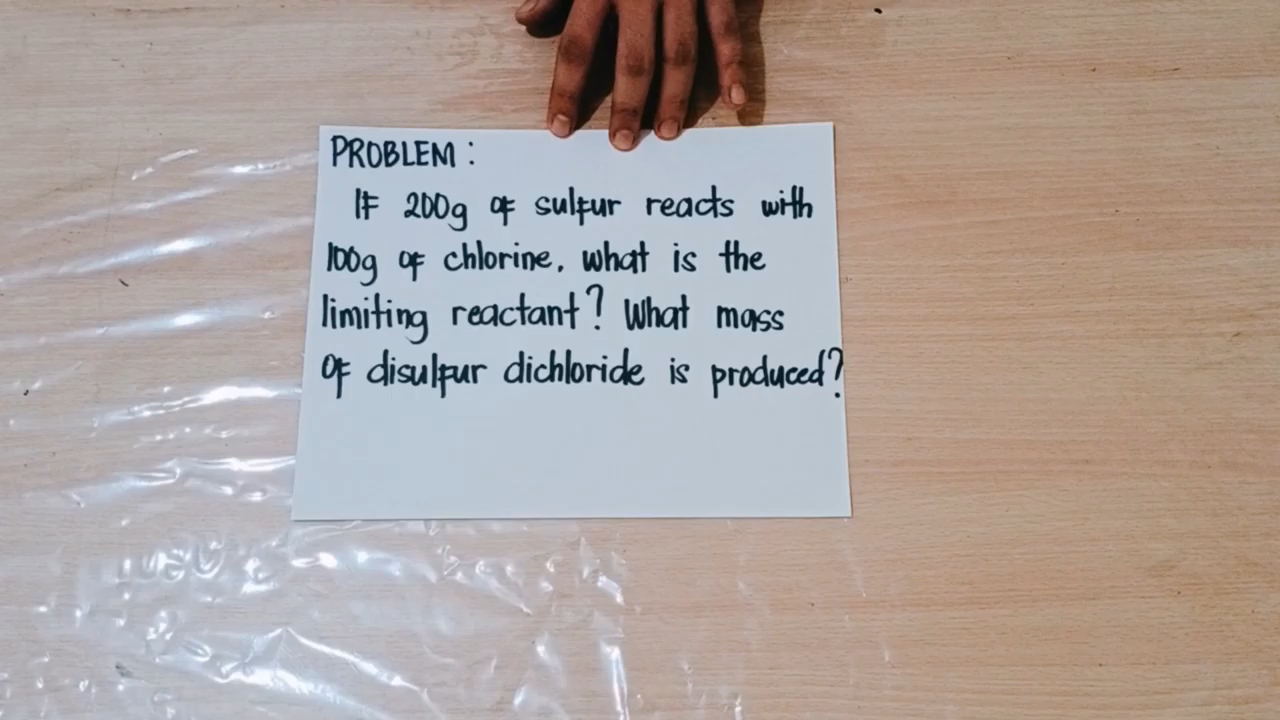 PROBLEM:
If 200g of sulfur reacts with
100g of chlorine, what is the
limiting reactant? What mass
of disulfur dichloride is produced?